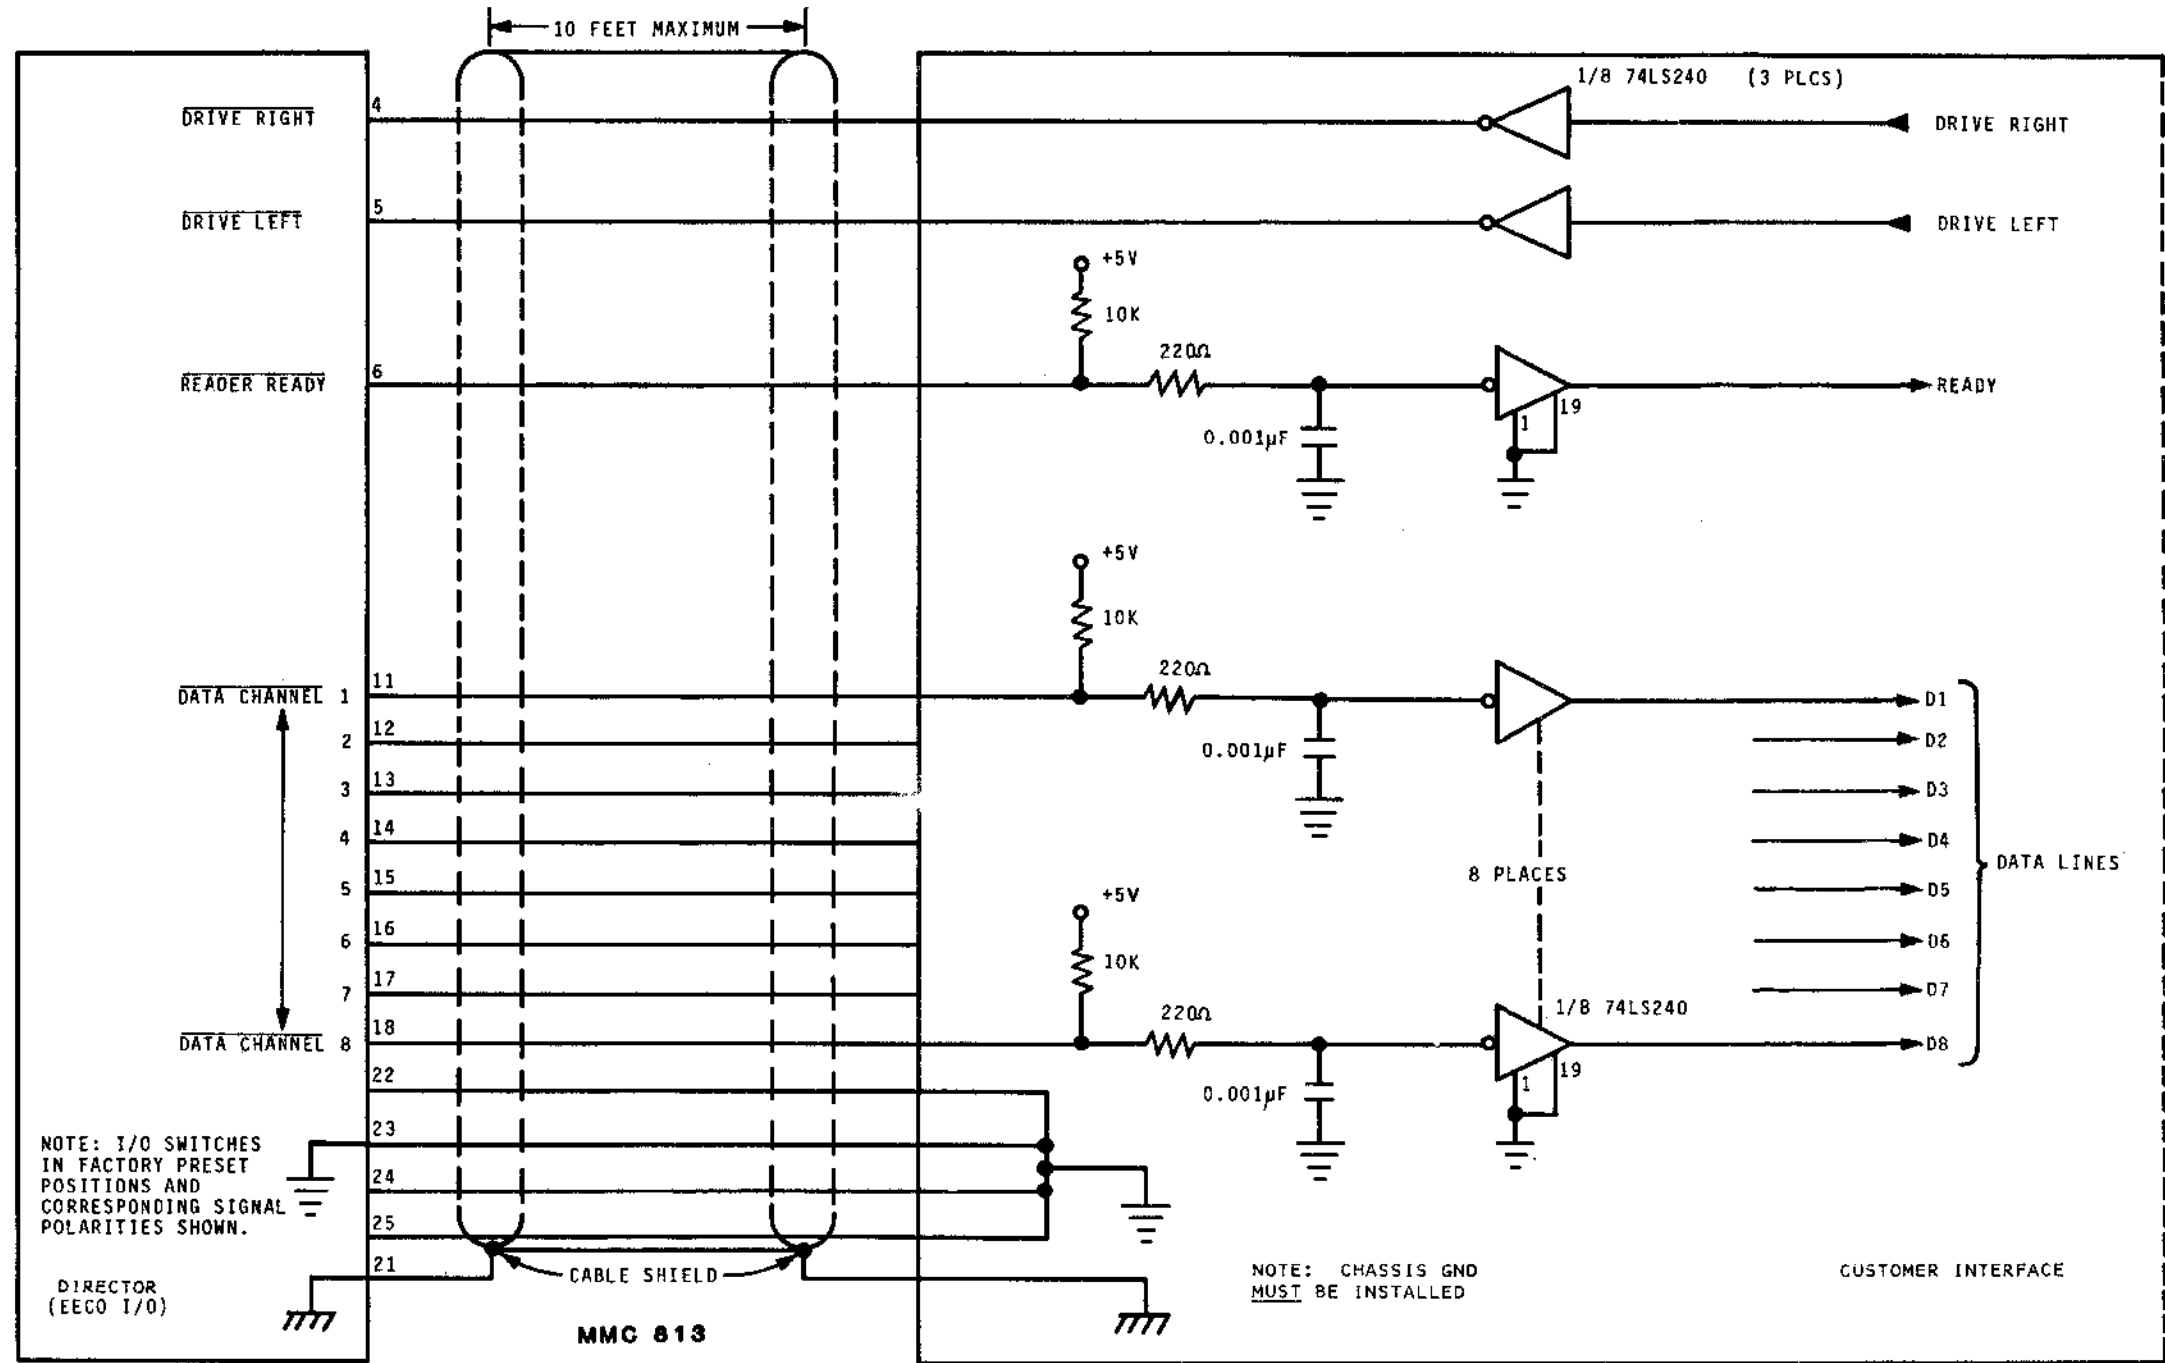 10 FEET MAXIMUM
1/8 74LS240 (3 PLCS)
DRIVE RIGHT
4
DRIVE RIGHT
DRIVE LEFT
5
DRIVE LEFT
+5V
10K
220Ω
READER READY
6
READY
1
19
0.001µF
+5V
10K
220Ω
DATA CHANNEL 1
11
D1
2
12
D2
0.001µF
3
13
D3
4
14
D4
DATA LINES
8 PLACES
5
15
D5
+5V
6
16
D6
10K
7
17
D7
1/8 74LS240
220Ω
DATA CHANNEL 8
18
D8
1
19
0.001µF
22
23
24
25
21
NOTE: I/O SWITCHES
IN FACTORY PRESET
POSITIONS AND
CORRESPONDING SIGNAL
POLARITIES SHOWN.
CABLE SHIELD
DIRECTOR
(EECO I/O)
MMC 813
NOTE: CHASSIS GND
MUST BE INSTALLED
CUSTOMER INTERFACE